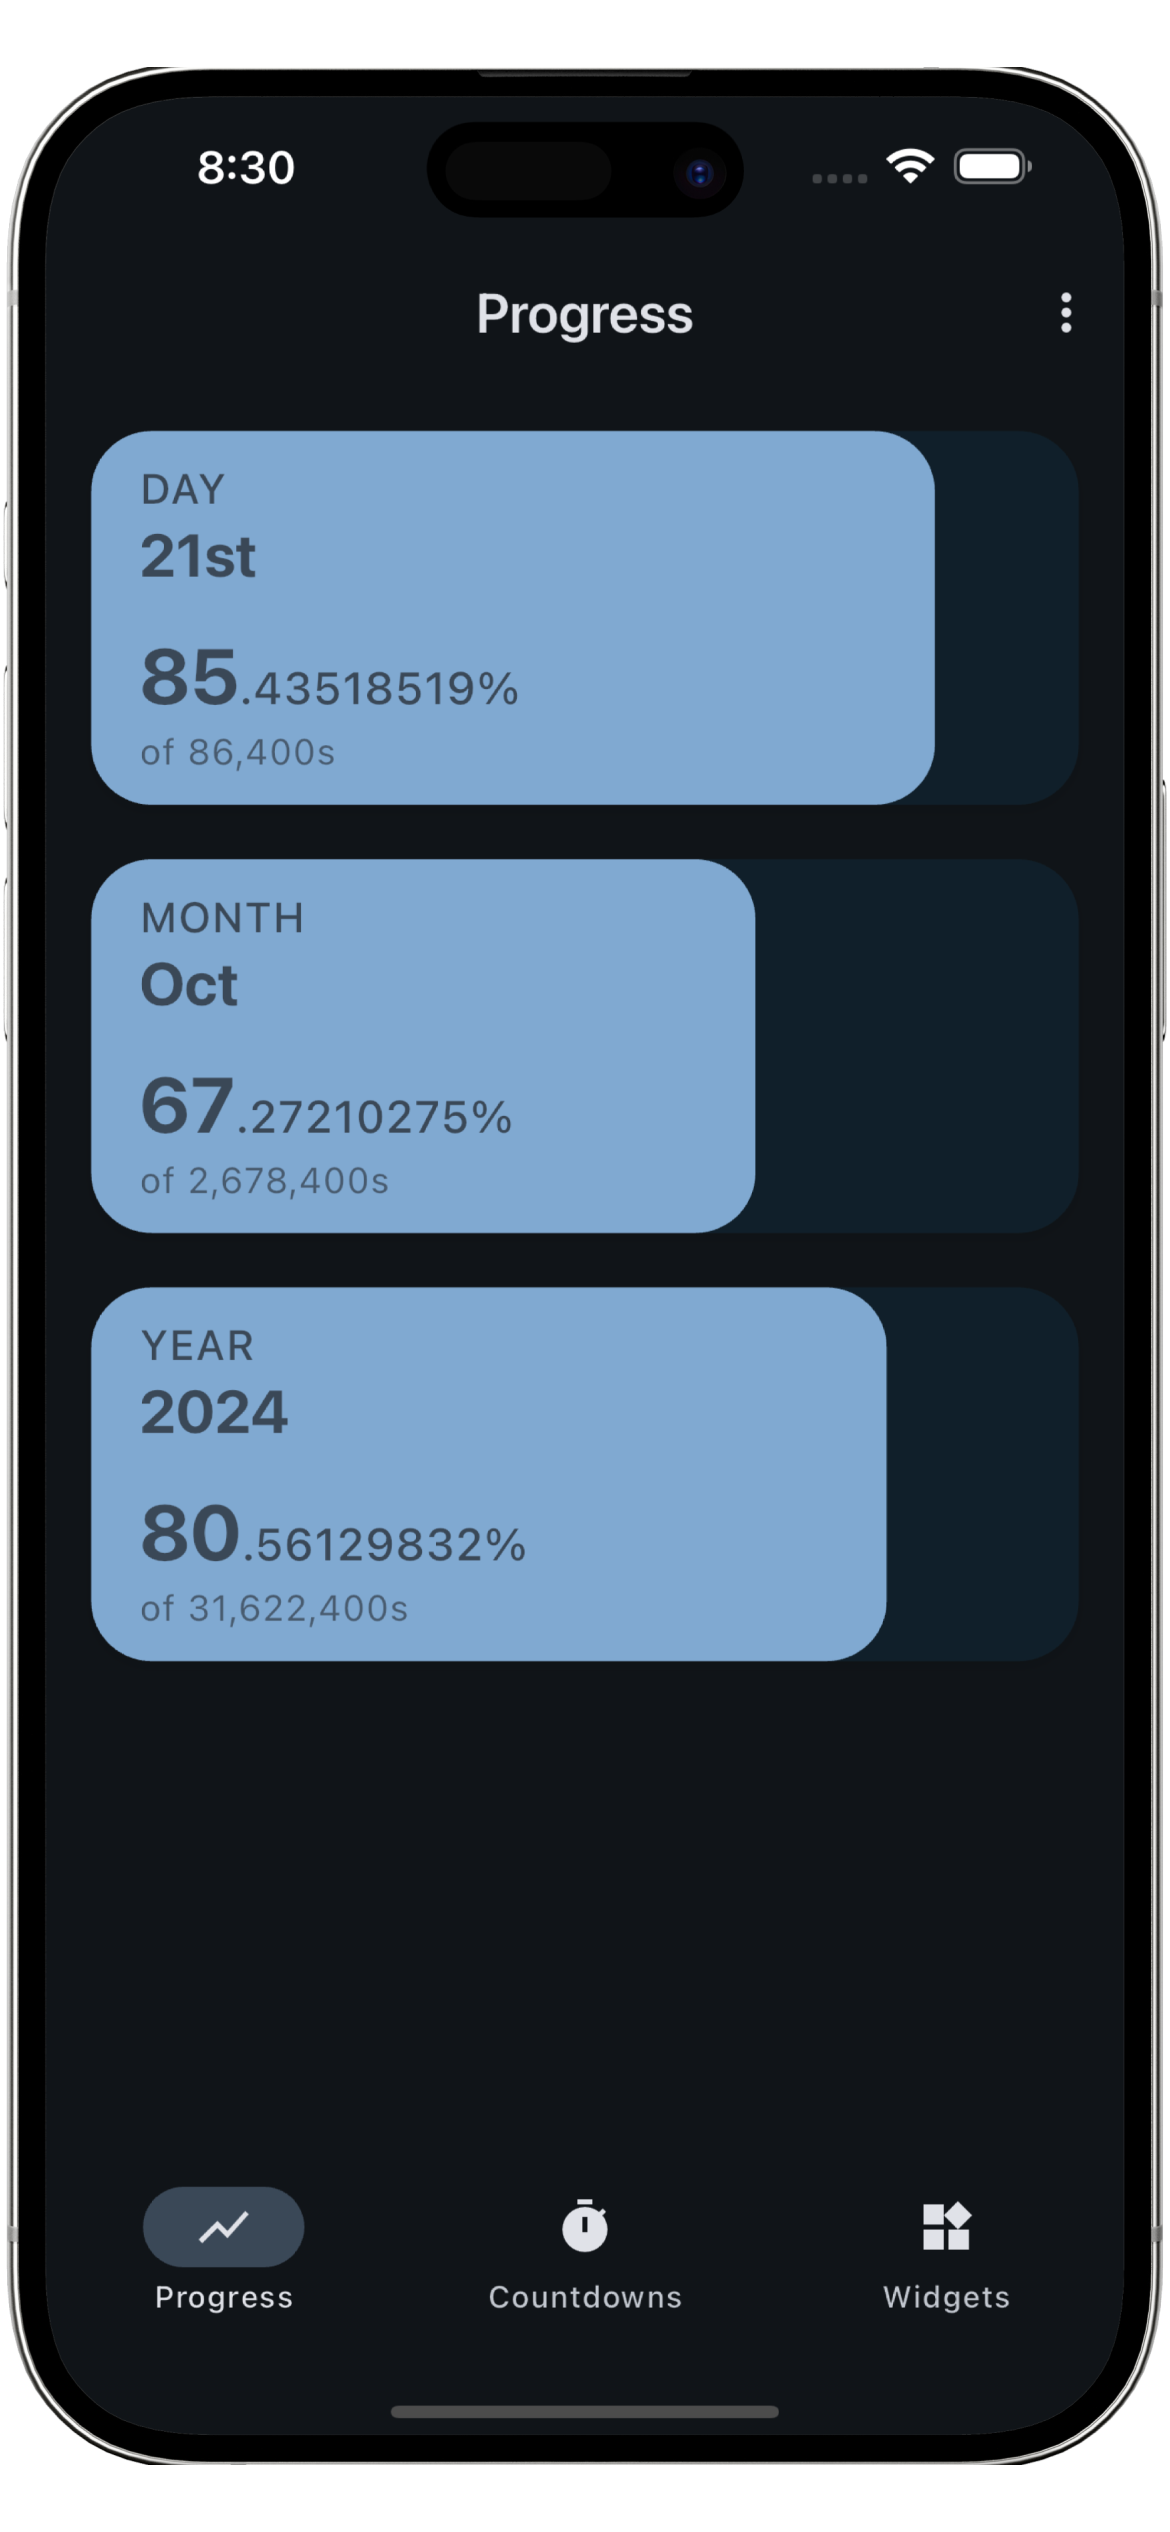 8:30
Progress
DAY
21st
85.43518519%
of 86,400s
MONTH
Oct
67.27210275%
of 2,678,400s
YEAR
2024
80.56129832%
of 31,622,400s
Progress
Countdowns
Widgets